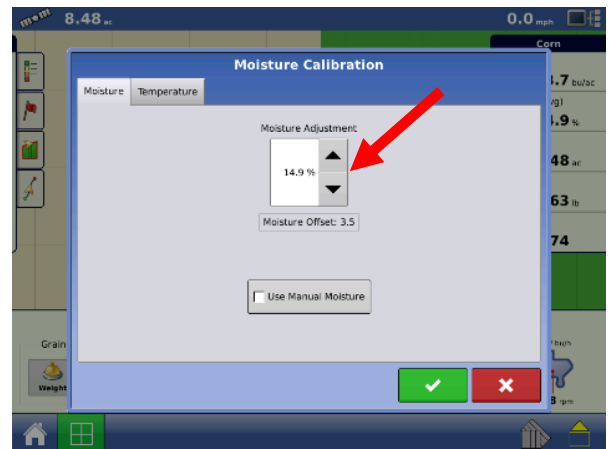 8.48 ac
0.0 mph
Corn
Moisture Calibration
Moisture
Temperature
.7 bu/ac
Moisture Adjustment
.9 %
14.9 %
48 ac
63 lb
Moisture Offset: 3.5
74
Use Manual Moisture
Grain
Weight
rpm